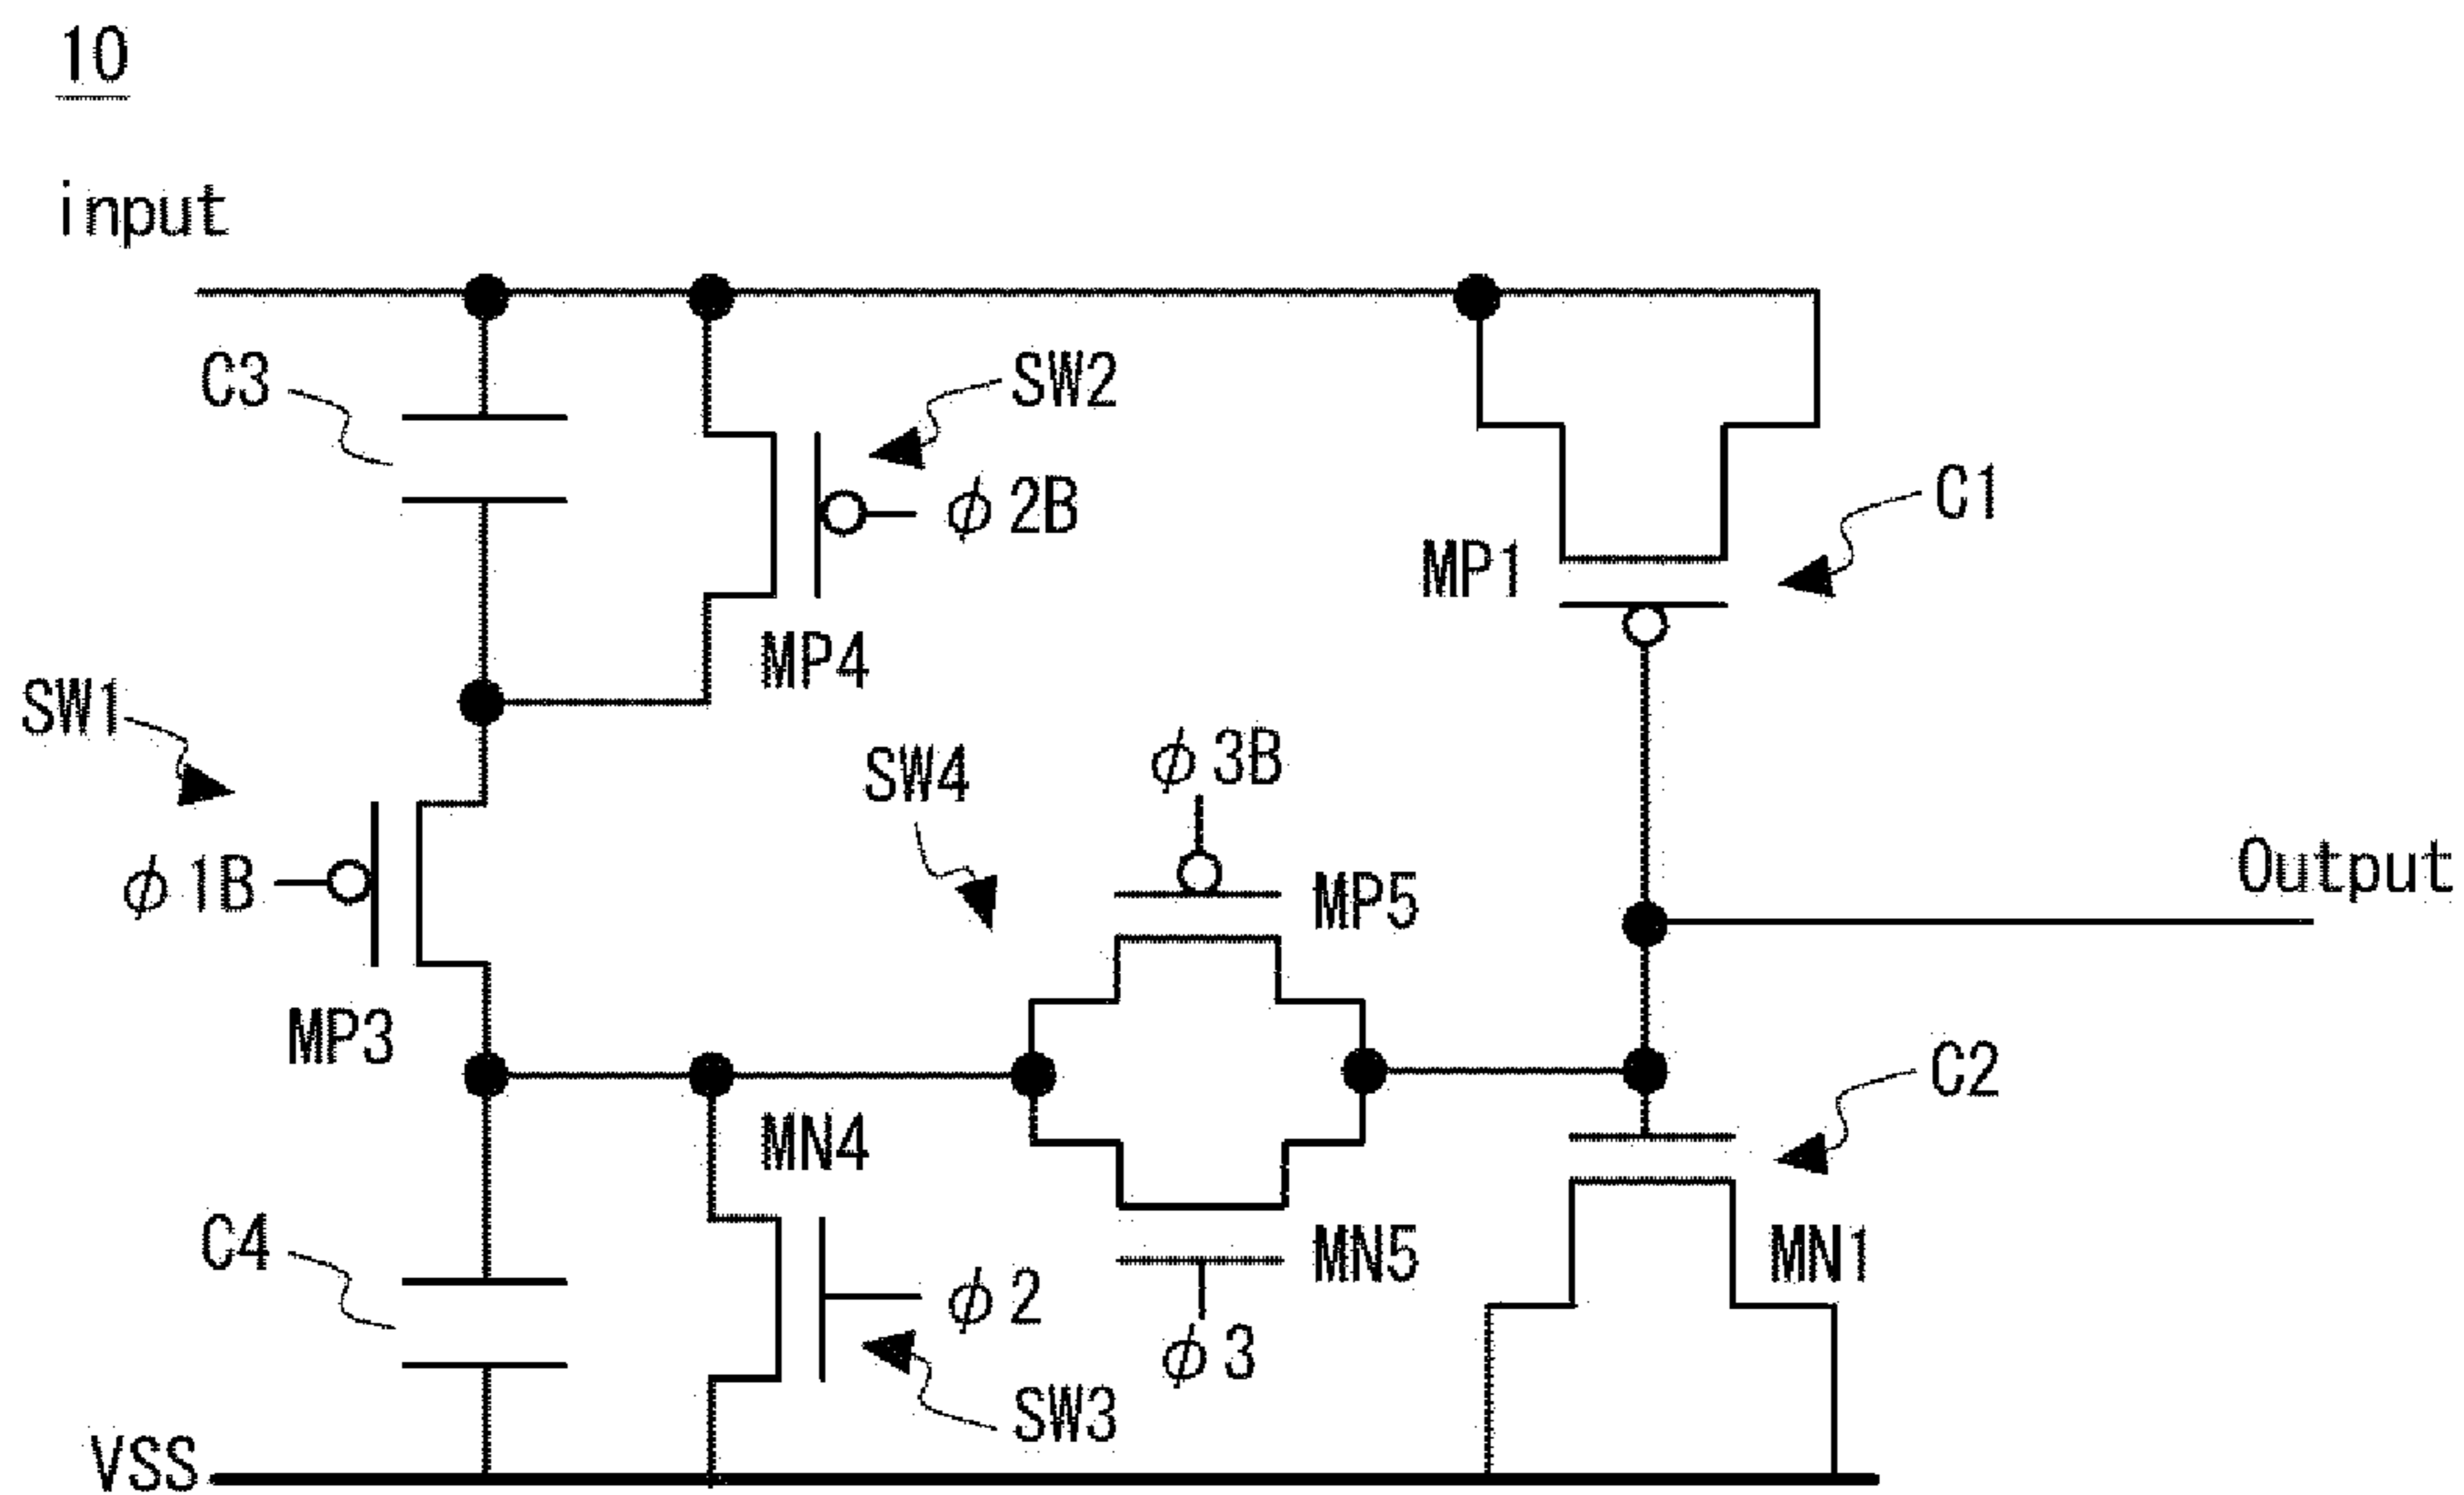 10
input
C3
SW2
ϕ2B
C1
MP1
MP4
SW1
SW4
ϕ3B
ϕ1B
MP5
Output
MP3
MN4
C2
C4
MN5
MN1
ϕ2
ϕ3
SW3
VSS